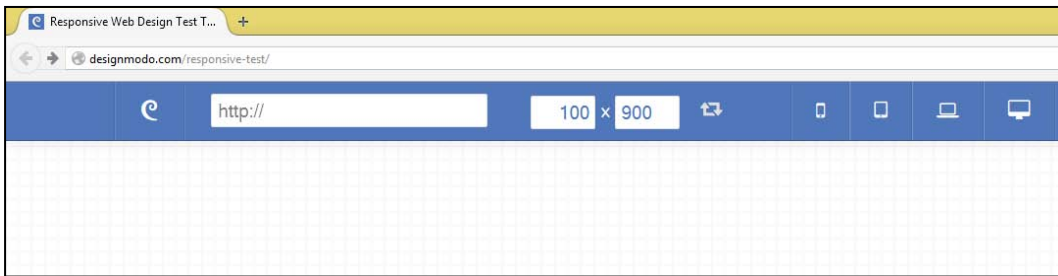 Responsive Web Design Test T...
designmodo.com/responsive-test/
http:// 100 × 900